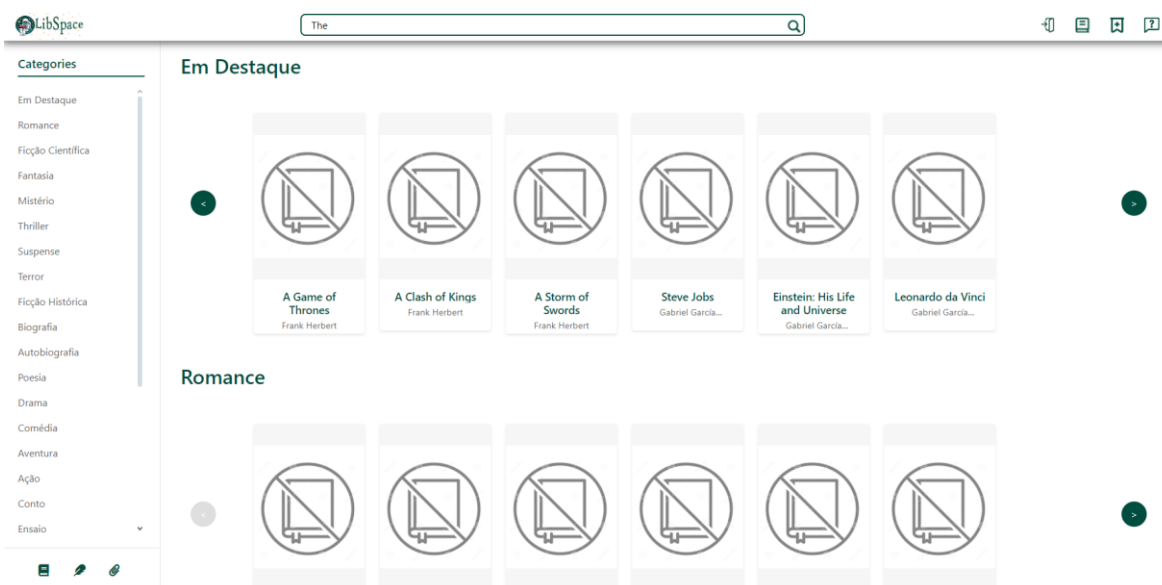 LibSpace
The
Categories
Em Destaque
Romance
Ficção Científica
Fantasia
Mistério
Thriller
Suspense
Terror
Ficção Histórica
Biografia
Autobiografia
Poesia
Drama
Comédia
Aventura
Ação
Conto
Ensaio
Em Destaque
<
A Game of
Thrones
Frank Herbert
A Clash of Kings
Frank Herbert
A Storm of
Swords
Frank Herbert
Steve Jobs
Gabriel García...
Einstein: His Life
and Universe
Gabriel García...
Leonardo da Vinci
Gabriel García...
>
Romance
<
>